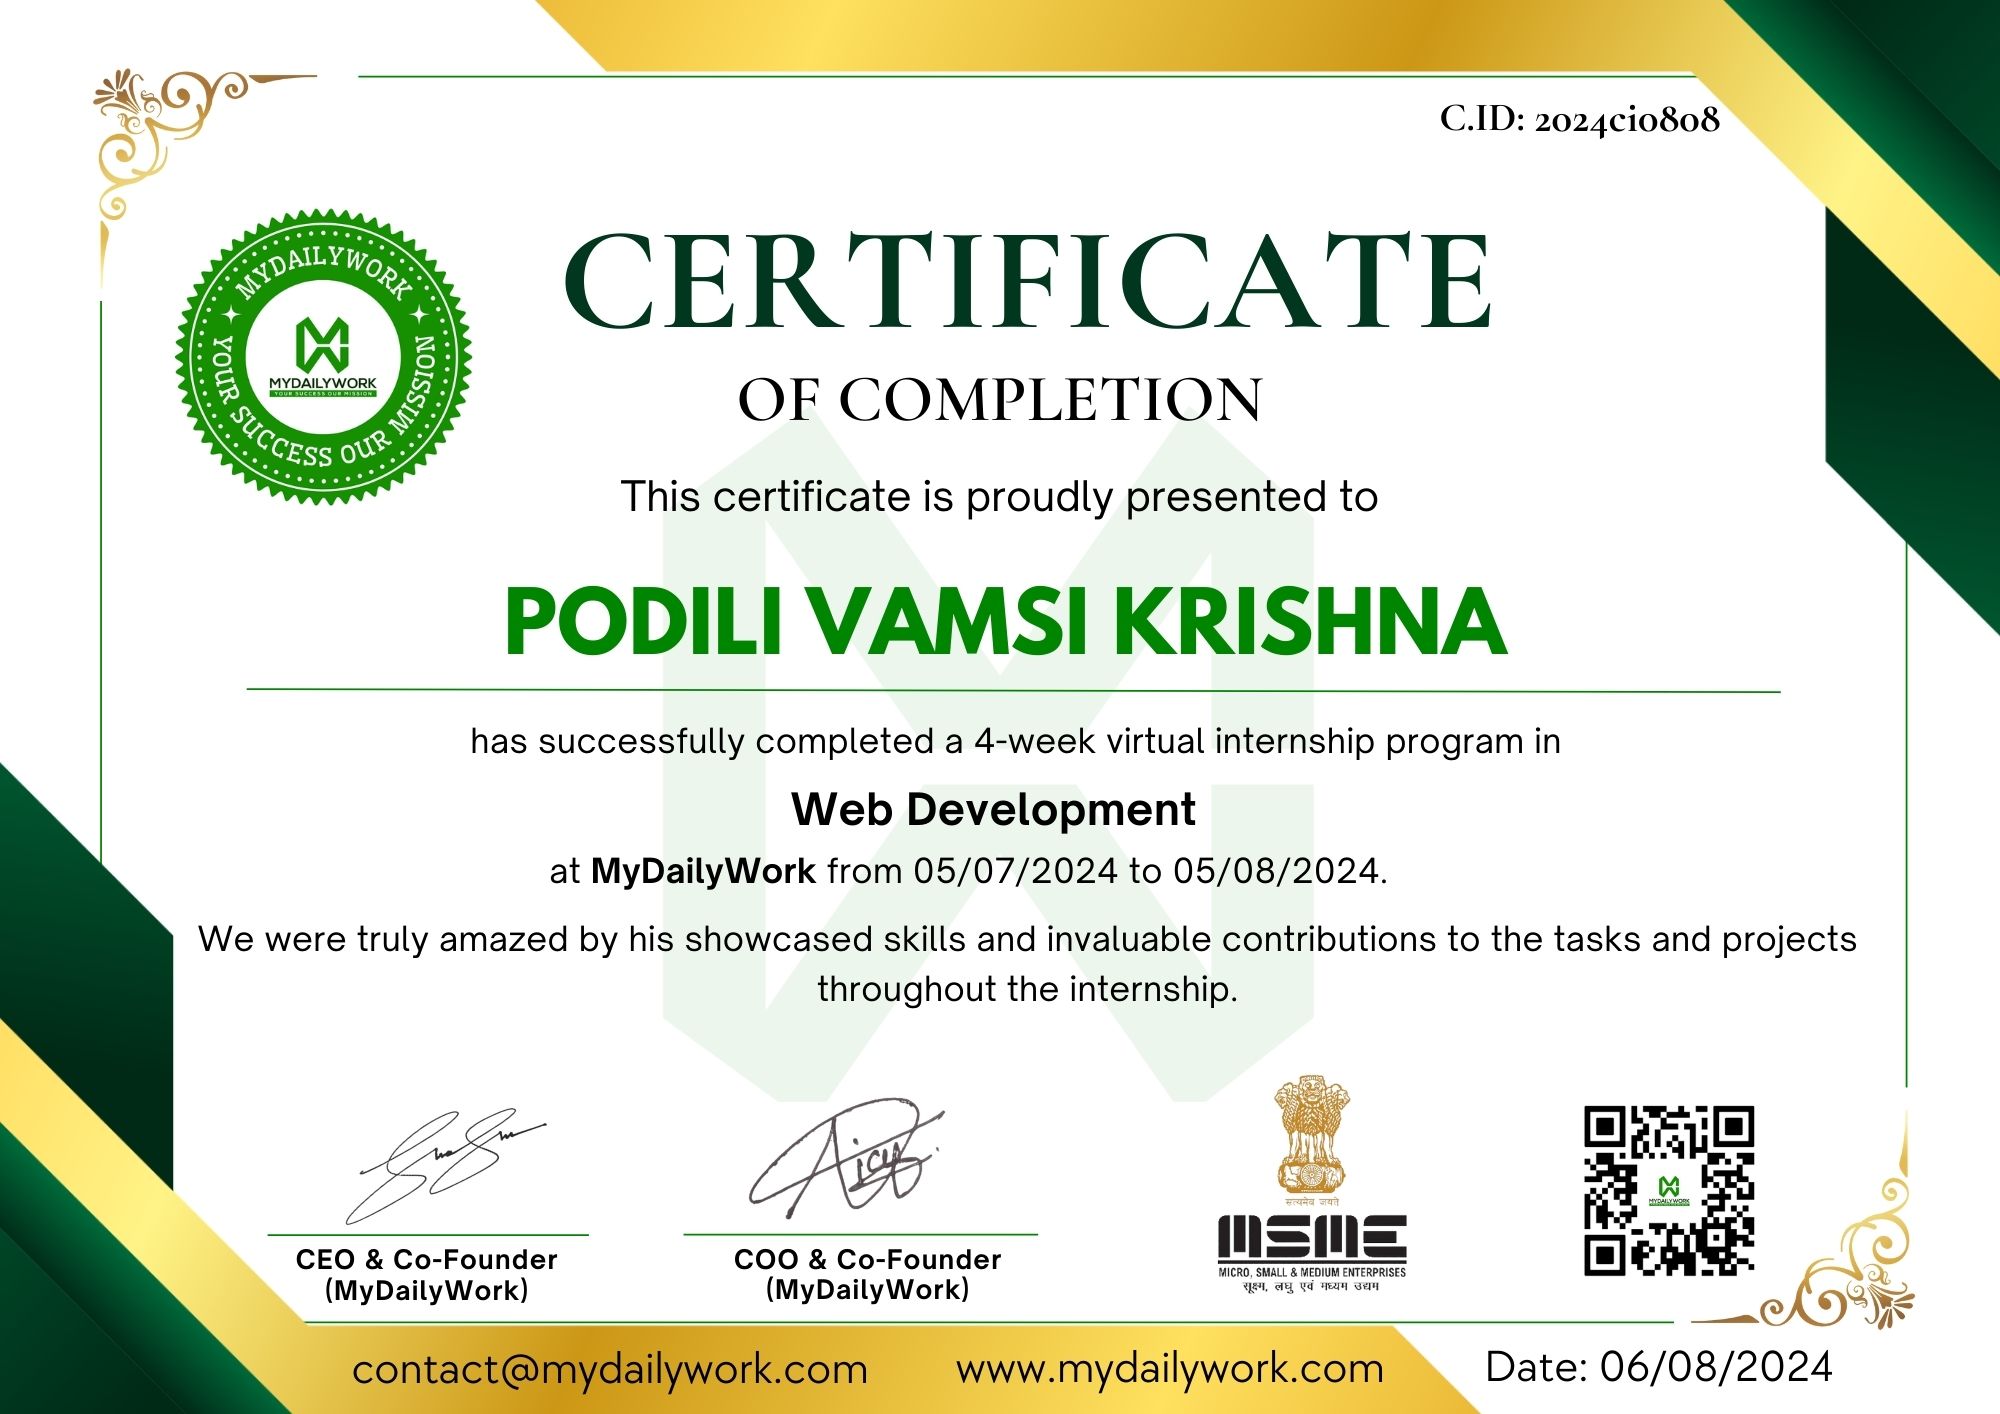 C.ID: 2024ci0808
MYDAILYWORK
YOUR SUCCESS OUR MISSION
MYDAILYWORK
YOUR SUCCESS OUR MISSION
CERTIFICATE
OF COMPLETION
This certificate is proudly presented to
PODILI VAMSI KRISHNA
has successfully completed a 4-week virtual internship program in
Web Development
at MyDailyWork from 05/07/2024 to 05/08/2024.
We were truly amazed by his showcased skills and invaluable contributions to the tasks and projects
throughout the internship.
CEO & Co-Founder
(MyDailyWork)
COO & Co-Founder
(MyDailyWork)
सत्यमेव जयते
MSME
MICRO, SMALL & MEDIUM ENTERPRISES
सूक्ष्म, लघु एवं मध्यम उद्यम
MYDAILYWORK
contact@mydailywork.com
www.mydailywork.com
Date: 06/08/2024